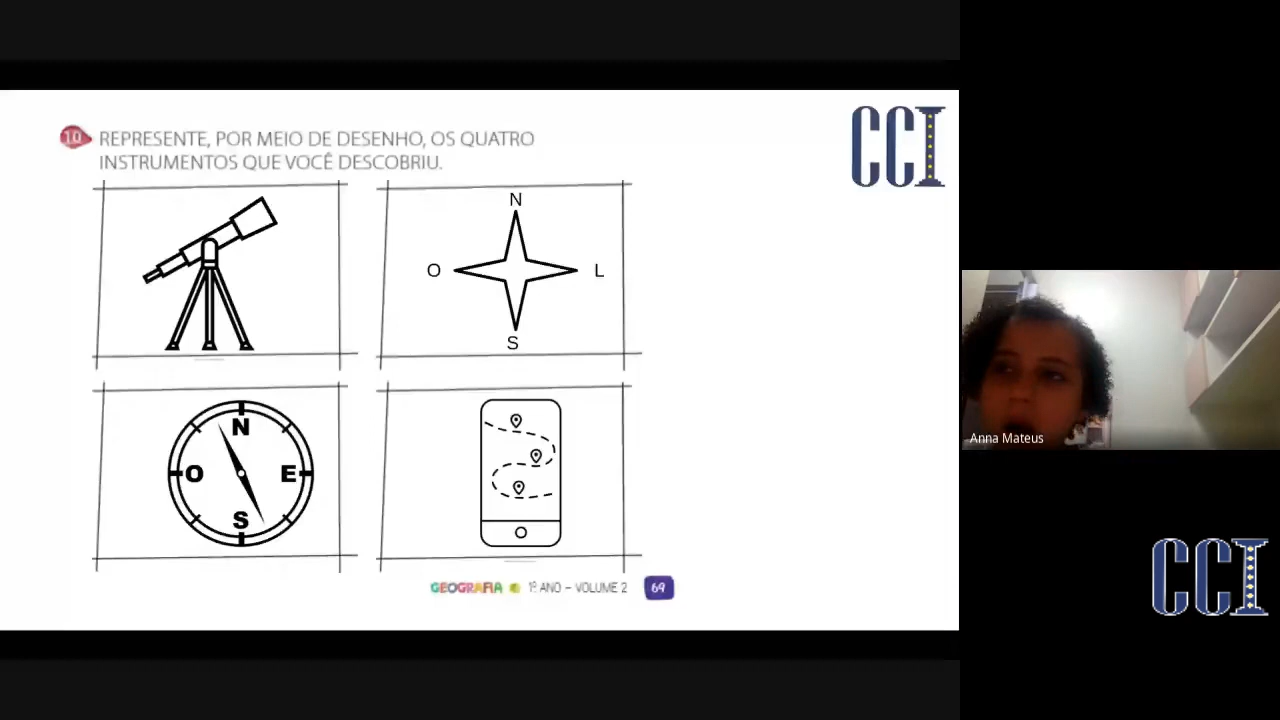 CCI
10 REPRESENTE, POR MEIO DE DESENHO, OS QUATRO
INSTRUMENTOS QUE VOCÊ DESCOBRIU.
N
O L
S
N
O E
S
GEOGRAFIA 1º ANO – VOLUME 2 69
Anna Mateus
CCI